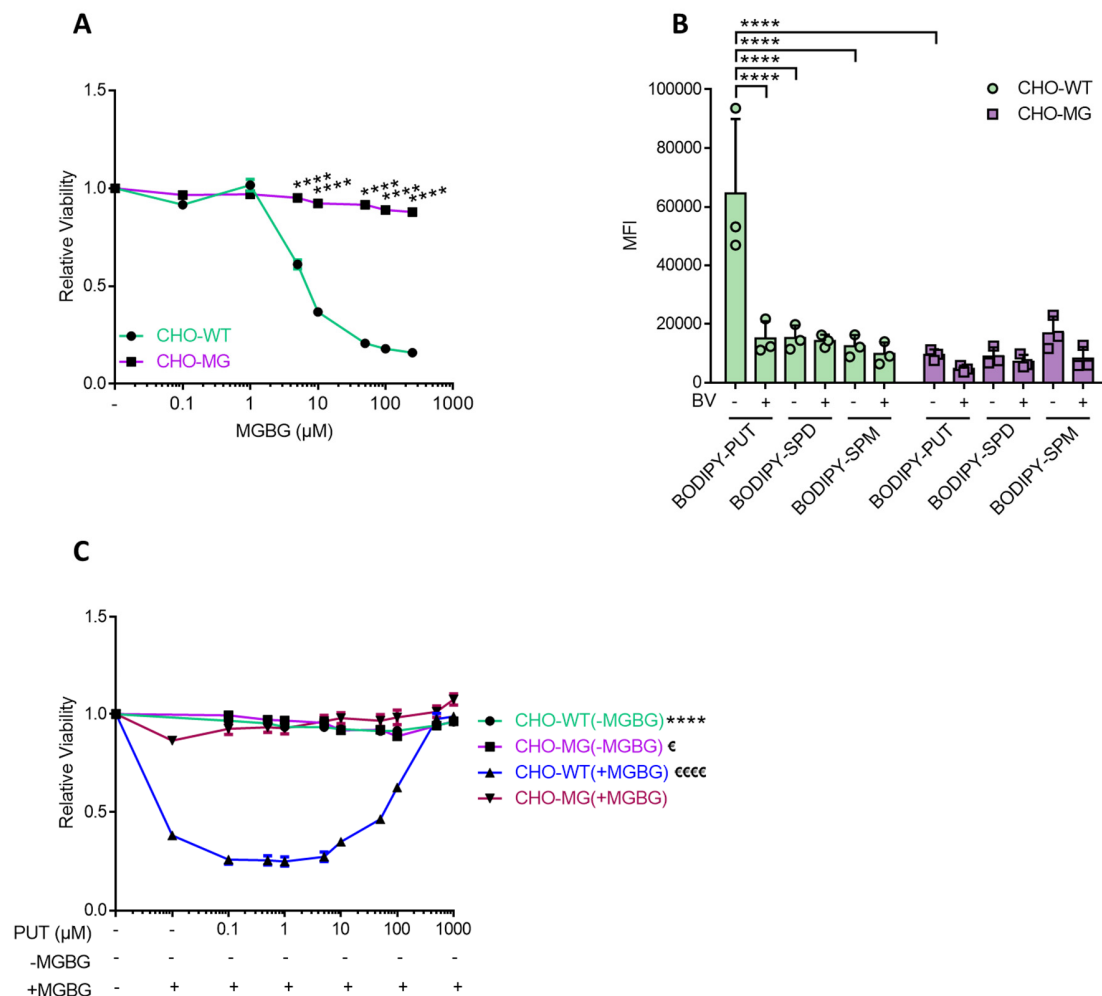 A
1.5
1.0
0.5
0.0
Relative Viability
**** **** **** **** ****
CHO-WT
CHO-MG
- 0.1 1 10 100 1000
MGBG (µM)
B
****
****
****
****
100000
80000
60000
40000
20000
0
MFI
CHO-WT
CHO-MG
BV - + - + - + - + - + - +
BODIPY-PUT BODIPY-SPD BODIPY-SPM BODIPY-PUT BODIPY-SPD BODIPY-SPM
C
1.5
1.0
0.5
0.0
Relative Viability
CHO-WT(-MGBG) ****
CHO-MG(-MGBG) €
CHO-WT(+MGBG) €€€€
CHO-MG(+MGBG)
PUT (µM) - - 0.1 1 10 100 1000
-MGBG - - - - - - -
+MGBG - + + + + + +